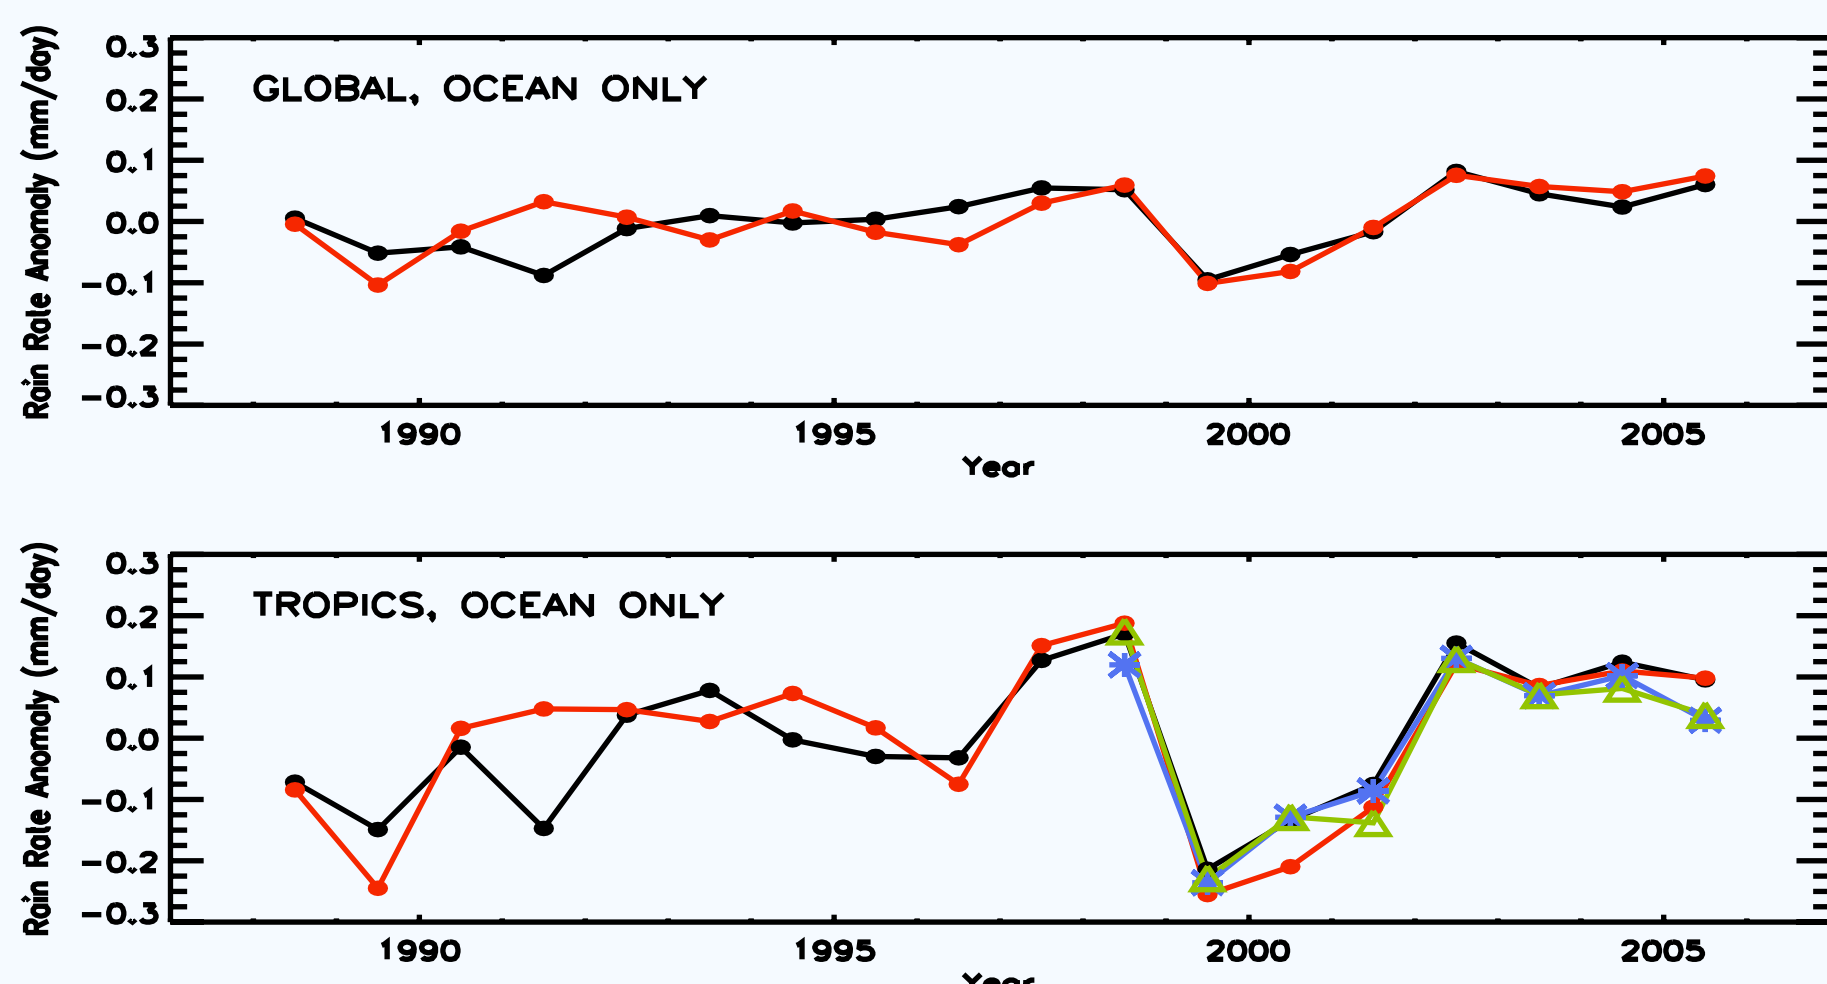 Rain Rate Anomaly (mm/day)
0.3
0.2
0.1
0.0
-0.1
-0.2
-0.3
GLOBAL, OCEAN ONLY
1990 1995 2000 2005
Year
Rain Rate Anomaly (mm/day)
0.3
0.2
0.1
0.0
-0.1
-0.2
-0.3
TROPICS, OCEAN ONLY
1990 1995 2000 2005
Year